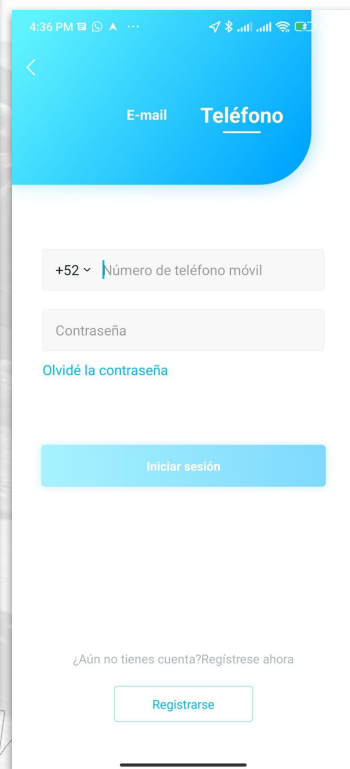 4:36 PM
E-mail Teléfono
+52 Número de teléfono móvil
Contraseña
Olvidé la contraseña
Iniciar sesión
¿Aún no tienes cuenta?Regístrese ahora
Registrarse